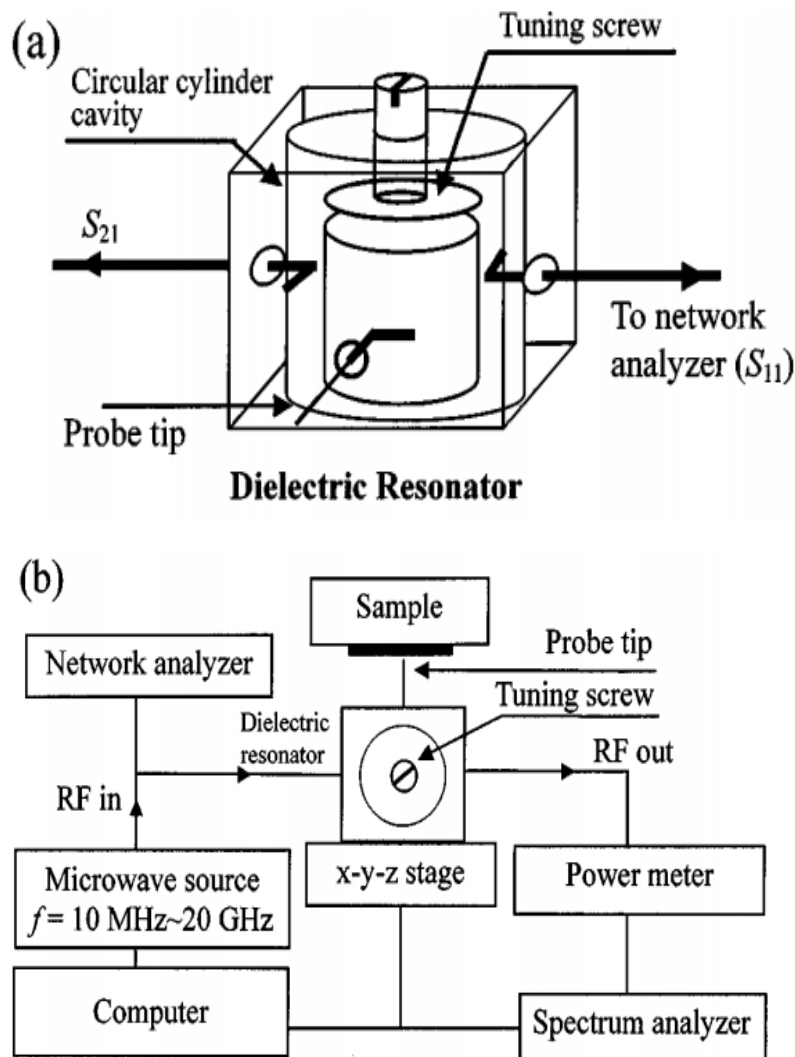 (a)
Tuning screw
Circular cylinder
cavity
S21
To network
analyzer (S11)
Probe tip
Dielectric Resonator
(b)
Sample
Network analyzer
Probe tip
Tuning screw
Dielectric
resonator
RF out
RF in
Microwave source
f = 10 MHz~20 GHz
x-y-z stage
Power meter
Computer
Spectrum analyzer